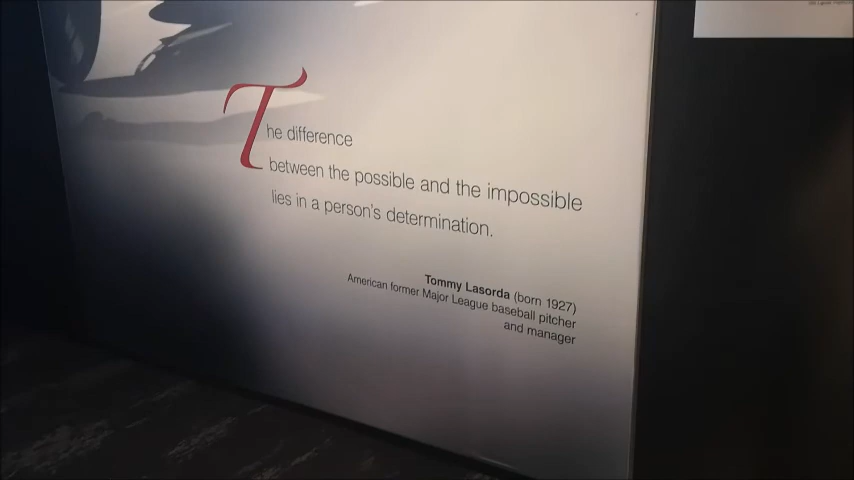 The difference
between the possible and the impossible
lies in a person's determination.
Tommy Lasorda (born 1927)
American former Major League baseball pitcher
and manager